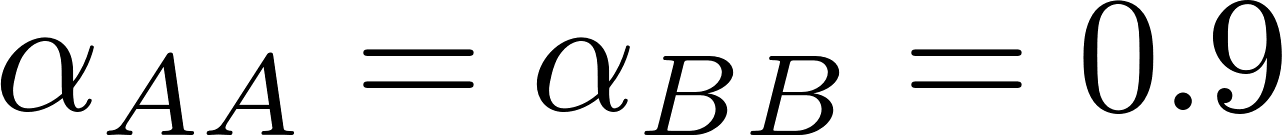 α_{AA} = α_{BB} = 0.9